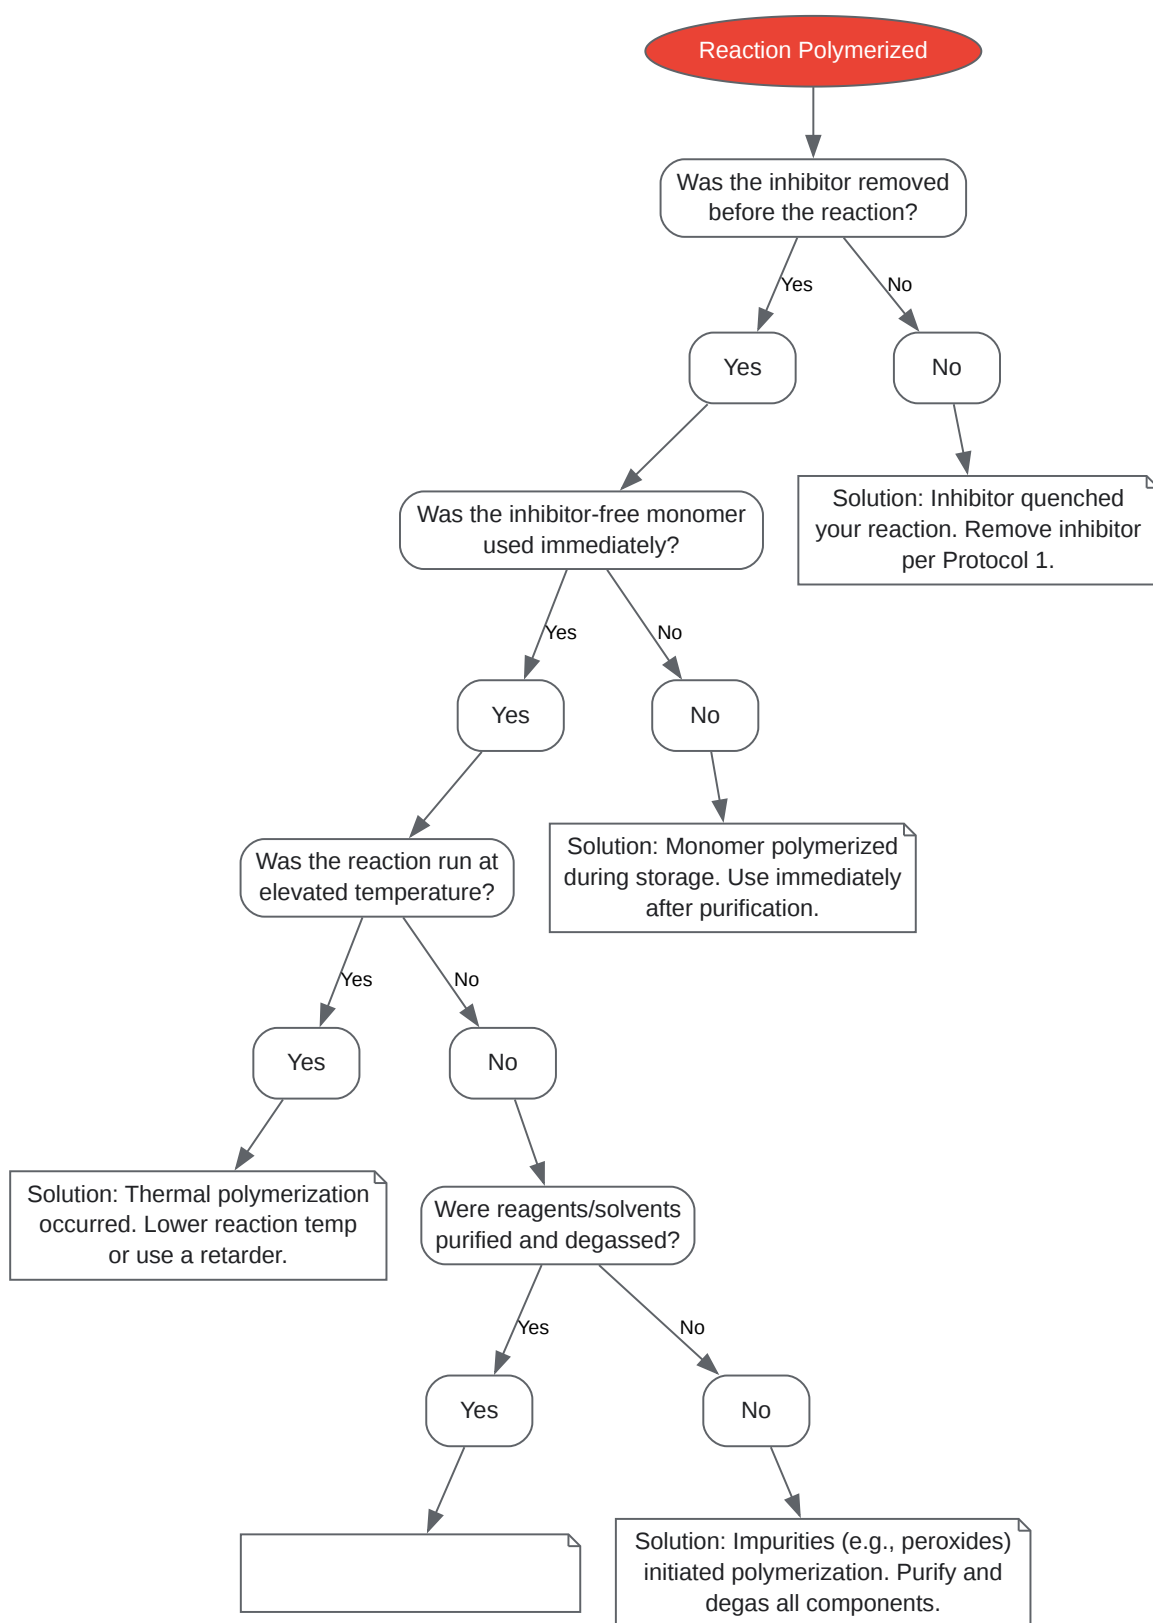 Reaction Polymerized
Was the inhibitor removed
before the reaction?
Yes
No
Yes
No
Solution: Inhibitor quenched
your reaction. Remove inhibitor
per Protocol 1.
Was the inhibitor-free monomer
used immediately?
Yes
No
Yes
No
Solution: Monomer polymerized
during storage. Use immediately
after purification.
Was the reaction run at
elevated temperature?
Yes
No
Yes
No
Solution: Thermal polymerization
occurred. Lower reaction temp
or use a retarder.
Were reagents/solvents
purified and degassed?
Yes
No
Yes
No
Solution: Impurities (e.g., peroxides)
initiated polymerization. Purify and
degas all components.